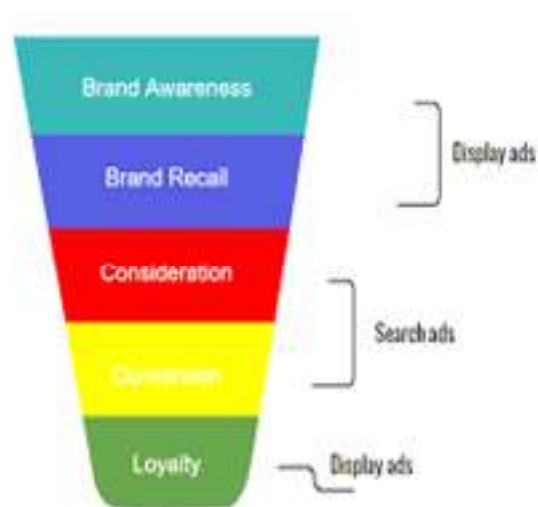 Brand Awareness
Display ads
Brand Recall
Consideration
Search ads
Conversion
Loyalty
Display ads